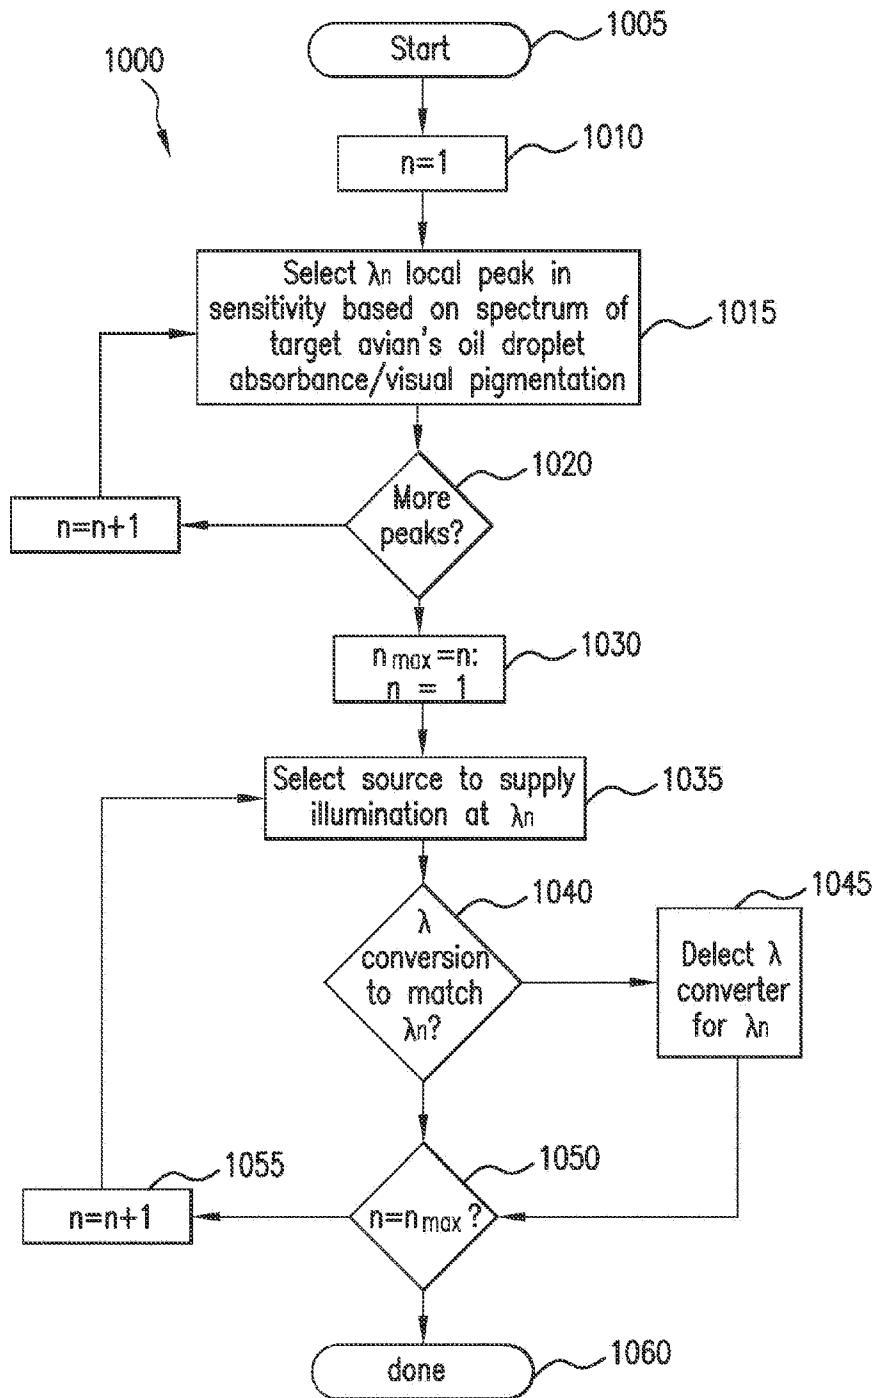 1000
Start
1005
n=1
1010
Select λn local peak in
sensitivity based on spectrum of
target avian's oil droplet
absorbance/visual pigmentation
1015
More
peaks?
1020
n=n+1
n max =n:
n = 1
1030
Select source to supply
illumination at λn
1035
λ
conversion
to match
λn?
1040
Delect λ
converter
for λn
1045
n=n max ?
1050
n=n+1
1055
done
1060